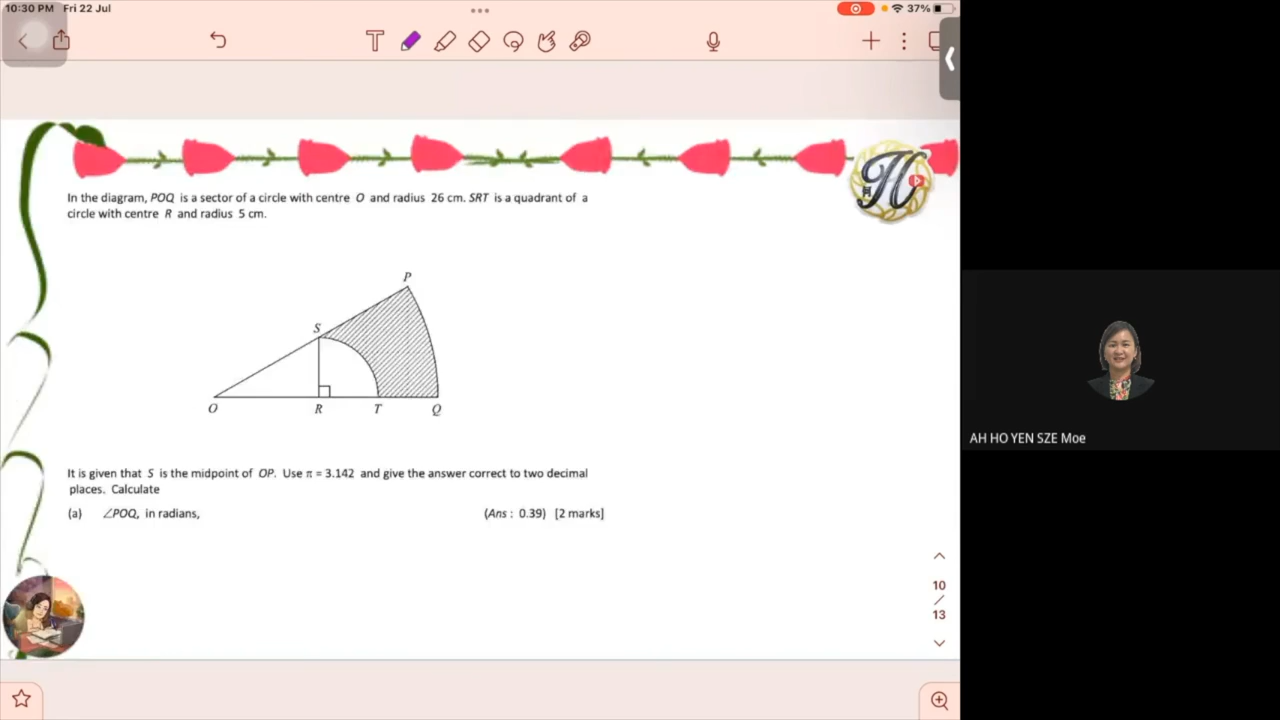 10:30 PM Fri 22 Jul
37%
In the diagram, POQ is a sector of a circle with centre O and radius 26 cm. SRT is a quadrant of a
circle with centre R and radius 5 cm.
P
S
O R T Q
It is given that S is the midpoint of OP. Use π = 3.142 and give the answer correct to two decimal
places. Calculate
(a) ∠POQ, in radians, (Ans : 0.39) [2 marks]
10
/
13
AH HO YEN SZE Moe